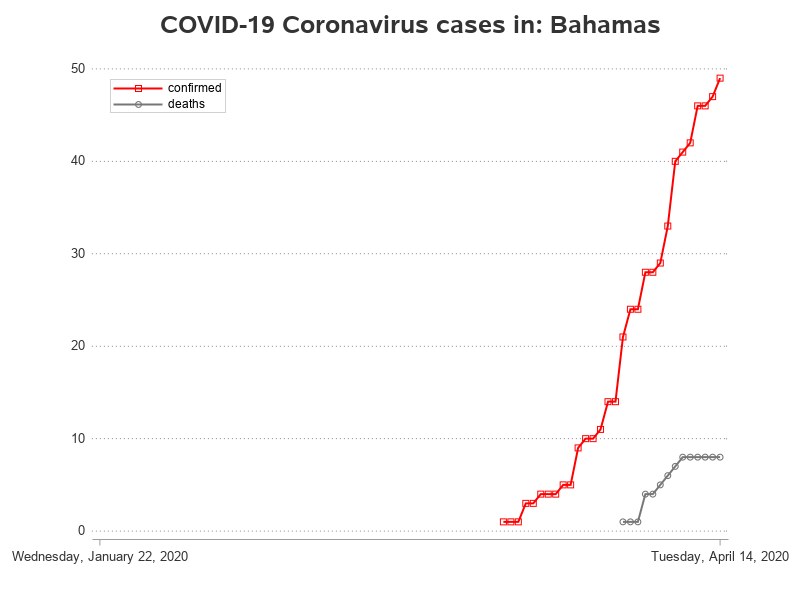 COVID-19 Coronavirus cases in: Bahamas
50
confirmed
deaths
40
30
20
10
0
Wednesday, January 22, 2020
Tuesday, April 14, 2020